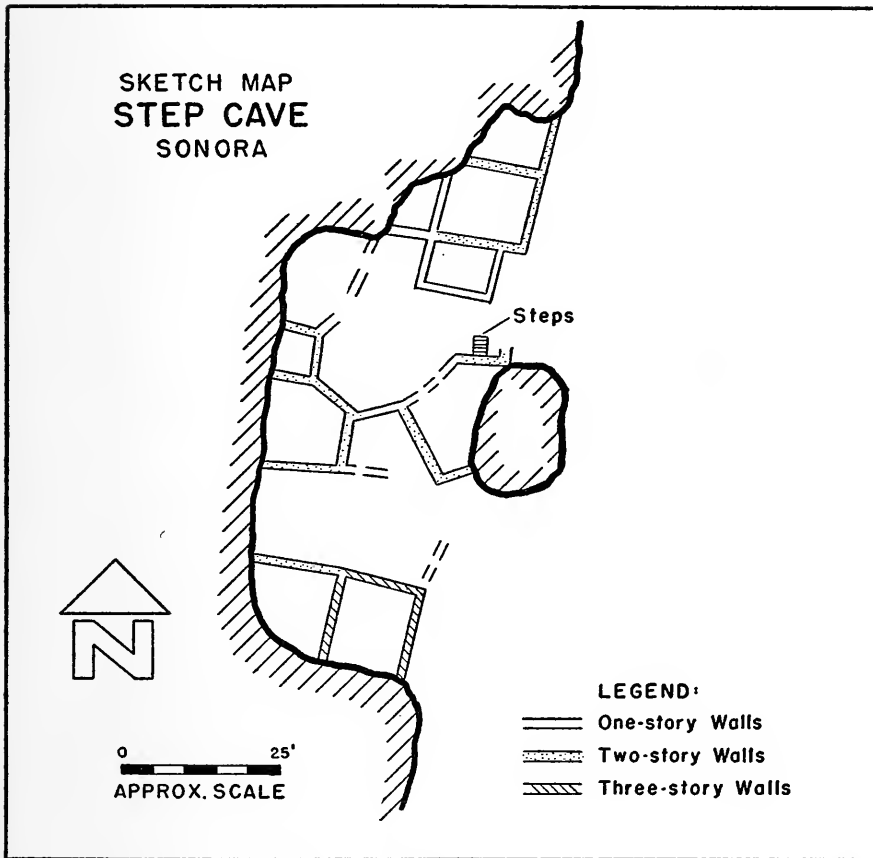 SKETCH MAP
STEP CAVE
SONORA
Steps
N
0 25'
APPROX. SCALE
LEGEND:
One-story Walls
Two-story Walls
Three-story Walls